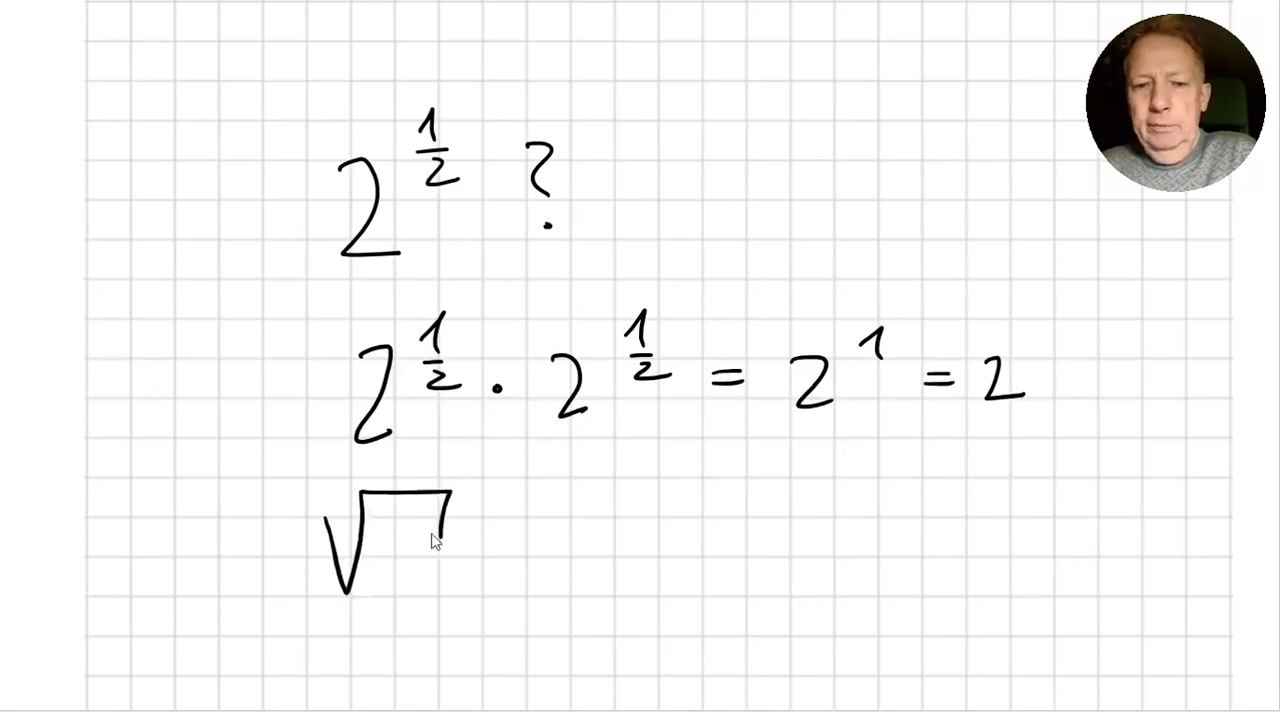 2^{1/2} ?
2^{1/2} · 2^{1/2} = 2^1 = 2
√